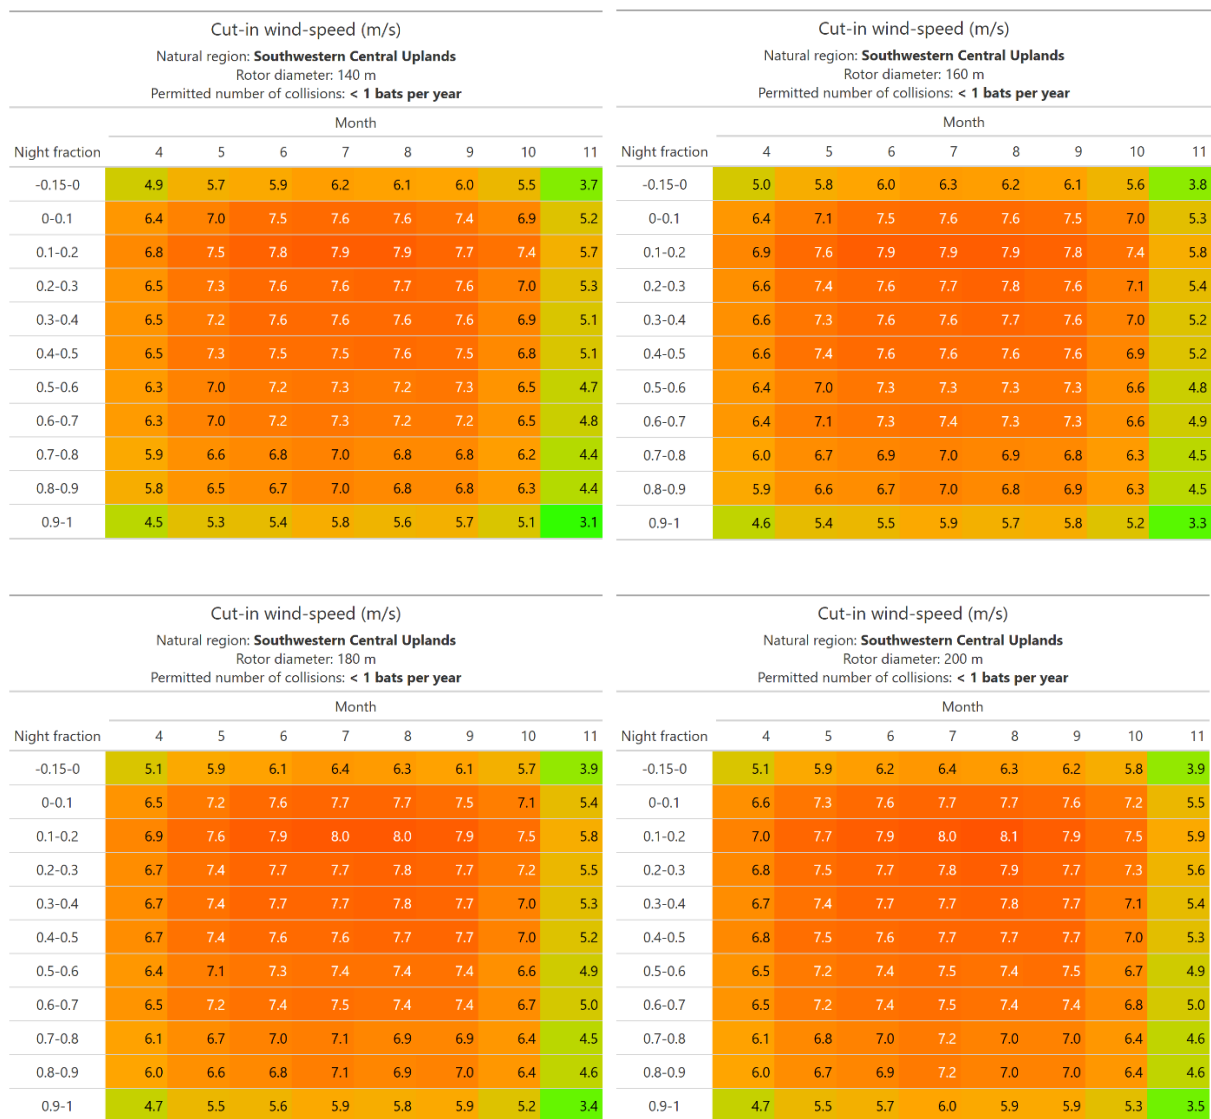 Cut-in wind-speed (m/s)
Natural region: Southwestern Central Uplands
Rotor diameter: 140 m
Permitted number of collisions: < 1 bats per year
Month
Night fraction 4 5 6 7 8 9 10 11
-0.15-0 4.9 5.7 5.9 6.2 6.1 6.0 5.5 3.7
0-0.1 6.4 7.0 7.5 7.6 7.6 7.4 6.9 5.2
0.1-0.2 6.8 7.5 7.8 7.9 7.9 7.7 7.4 5.7
0.2-0.3 6.5 7.3 7.6 7.6 7.7 7.6 7.0 5.3
0.3-0.4 6.5 7.2 7.6 7.6 7.6 7.6 6.9 5.1
0.4-0.5 6.5 7.3 7.5 7.5 7.6 7.5 6.8 5.1
0.5-0.6 6.3 7.0 7.2 7.3 7.2 7.3 6.5 4.7
0.6-0.7 6.3 7.0 7.2 7.3 7.2 7.2 6.5 4.8
0.7-0.8 5.9 6.6 6.8 7.0 6.8 6.8 6.2 4.4
0.8-0.9 5.8 6.5 6.7 7.0 6.8 6.8 6.3 4.4
0.9-1 4.5 5.3 5.4 5.8 5.6 5.7 5.1 3.1
Cut-in wind-speed (m/s)
Natural region: Southwestern Central Uplands
Rotor diameter: 160 m
Permitted number of collisions: < 1 bats per year
Month
Night fraction 4 5 6 7 8 9 10 11
-0.15-0 5.0 5.8 6.0 6.3 6.2 6.1 5.6 3.8
0-0.1 6.4 7.1 7.5 7.6 7.6 7.5 7.0 5.3
0.1-0.2 6.9 7.6 7.9 7.9 7.9 7.8 7.4 5.8
0.2-0.3 6.6 7.4 7.6 7.7 7.8 7.6 7.1 5.4
0.3-0.4 6.6 7.3 7.6 7.6 7.7 7.6 7.0 5.2
0.4-0.5 6.6 7.4 7.6 7.6 7.6 7.6 6.9 5.2
0.5-0.6 6.4 7.0 7.3 7.3 7.3 7.3 6.6 4.8
0.6-0.7 6.4 7.1 7.3 7.4 7.3 7.3 6.6 4.9
0.7-0.8 6.0 6.7 6.9 7.0 6.9 6.8 6.3 4.5
0.8-0.9 5.9 6.6 6.7 7.0 6.8 6.9 6.3 4.5
0.9-1 4.6 5.4 5.5 5.9 5.7 5.8 5.2 3.3
Cut-in wind-speed (m/s)
Natural region: Southwestern Central Uplands
Rotor diameter: 180 m
Permitted number of collisions: < 1 bats per year
Month
Night fraction 4 5 6 7 8 9 10 11
-0.15-0 5.1 5.9 6.1 6.4 6.3 6.1 5.7 3.9
0-0.1 6.5 7.2 7.6 7.7 7.7 7.5 7.1 5.4
0.1-0.2 6.9 7.6 7.9 8.0 8.0 7.9 7.5 5.8
0.2-0.3 6.7 7.4 7.7 7.7 7.8 7.7 7.2 5.5
0.3-0.4 6.7 7.4 7.7 7.7 7.8 7.7 7.0 5.3
0.4-0.5 6.7 7.4 7.6 7.6 7.7 7.7 7.0 5.2
0.5-0.6 6.4 7.1 7.3 7.4 7.4 7.4 6.6 4.9
0.6-0.7 6.5 7.2 7.4 7.5 7.4 7.4 6.7 5.0
0.7-0.8 6.1 6.7 7.0 7.1 6.9 6.9 6.4 4.5
0.8-0.9 6.0 6.6 6.8 7.1 6.9 7.0 6.4 4.6
0.9-1 4.7 5.5 5.6 5.9 5.8 5.9 5.2 3.4
Cut-in wind-speed (m/s)
Natural region: Southwestern Central Uplands
Rotor diameter: 200 m
Permitted number of collisions: < 1 bats per year
Month
Night fraction 4 5 6 7 8 9 10 11
-0.15-0 5.1 5.9 6.2 6.4 6.3 6.2 5.8 3.9
0-0.1 6.6 7.3 7.6 7.7 7.7 7.6 7.2 5.5
0.1-0.2 7.0 7.7 7.9 8.0 8.1 7.9 7.5 5.9
0.2-0.3 6.8 7.5 7.7 7.8 7.9 7.7 7.3 5.6
0.3-0.4 6.7 7.4 7.7 7.7 7.8 7.7 7.1 5.4
0.4-0.5 6.8 7.5 7.6 7.7 7.7 7.7 7.0 5.3
0.5-0.6 6.5 7.2 7.4 7.5 7.4 7.5 6.7 4.9
0.6-0.7 6.5 7.2 7.4 7.5 7.4 7.4 6.8 5.0
0.7-0.8 6.1 6.8 7.0 7.2 7.0 7.0 6.4 4.6
0.8-0.9 6.0 6.7 6.9 7.2 7.0 7.0 6.4 4.6
0.9-1 4.7 5.5 5.7 6.0 5.9 5.9 5.3 3.5